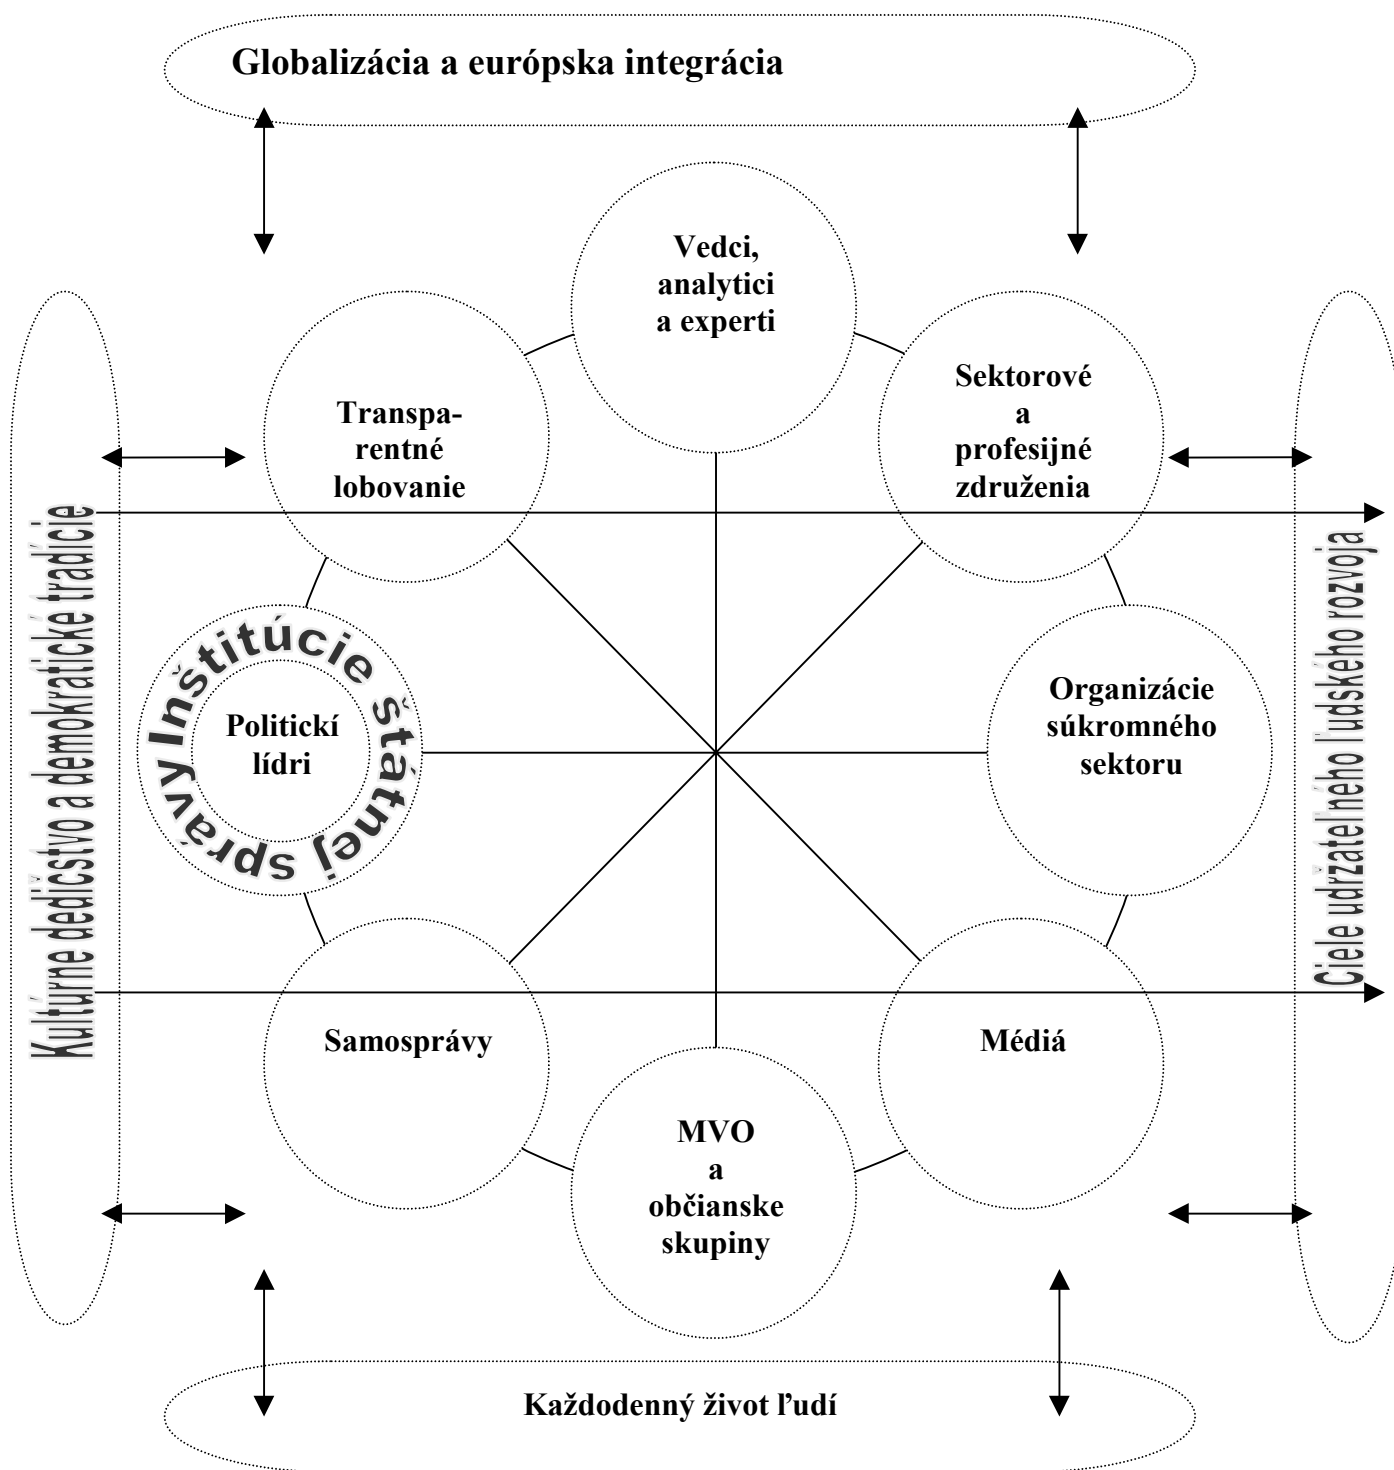 Globalizácia a európska integrácia
Vedci,
analytici
a experti
Transpa-
rentné
lobovanie
Sektorové
a
profesijné
združenia
Kultúrne dedičstvo a demokratické tradície
Inštitúcie štátnej správy
Politickí
lídri
Organizácie
súkromného
sektoru
Ciele udržateľného ľudského rozvoja
Samosprávy
Médiá
MVO
a
občianske
skupiny
Každodenný život ľudí